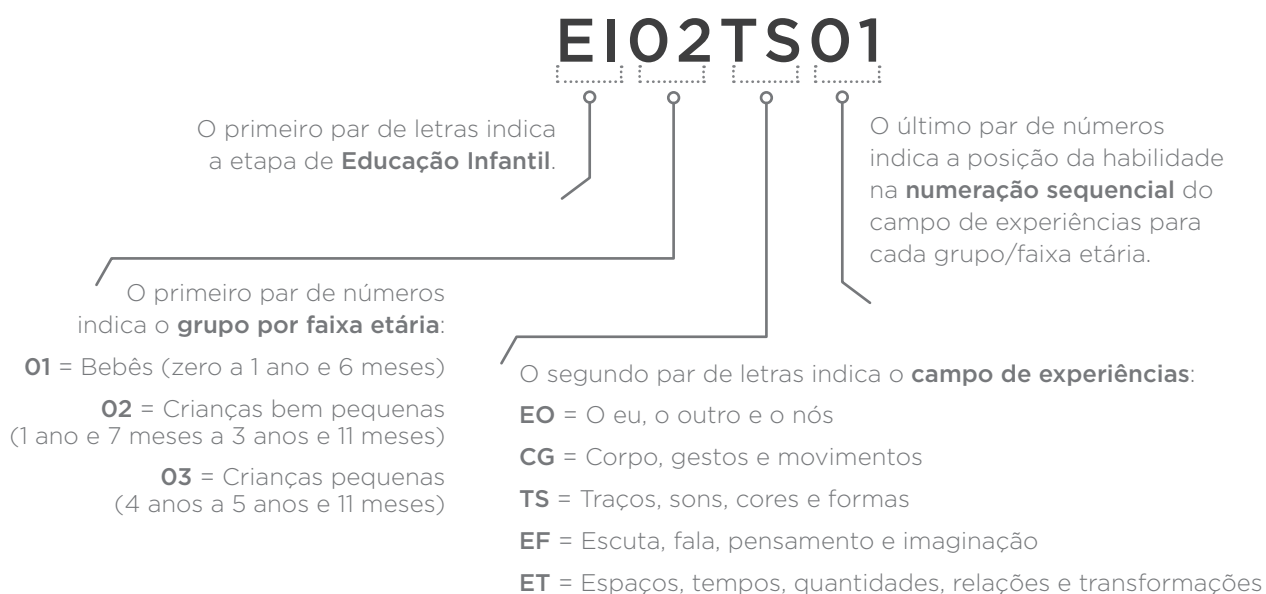 EI02TS01
O primeiro par de letras indica
a etapa de Educação Infantil.
O último par de números
indica a posição da habilidade
na numeração sequencial do
campo de experiências para
cada grupo/faixa etária.
O primeiro par de números
indica o grupo por faixa etária:
01 = Bebês (zero a 1 ano e 6 meses)
02 = Crianças bem pequenas
(1 ano e 7 meses a 3 anos e 11 meses)
03 = Crianças pequenas
(4 anos a 5 anos e 11 meses)
O segundo par de letras indica o campo de experiências:
EO = O eu, o outro e o nós
CG = Corpo, gestos e movimentos
TS = Traços, sons, cores e formas
EF = Escuta, fala, pensamento e imaginação
ET = Espaços, tempos, quantidades, relações e transformações